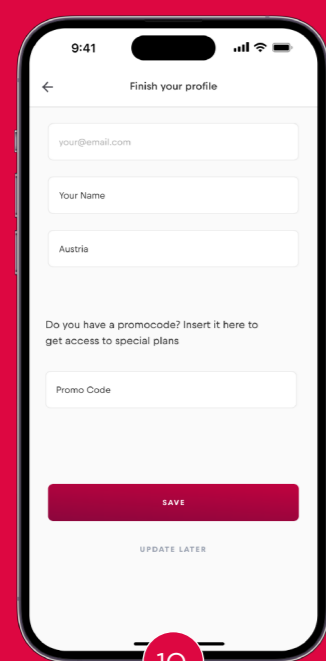 9:41
Finish your profile
your@email.com
Your Name
Austria
Do you have a promocode? Insert it here to
get access to special plans
Promo Code
SAVE
UPDATE LATER
10